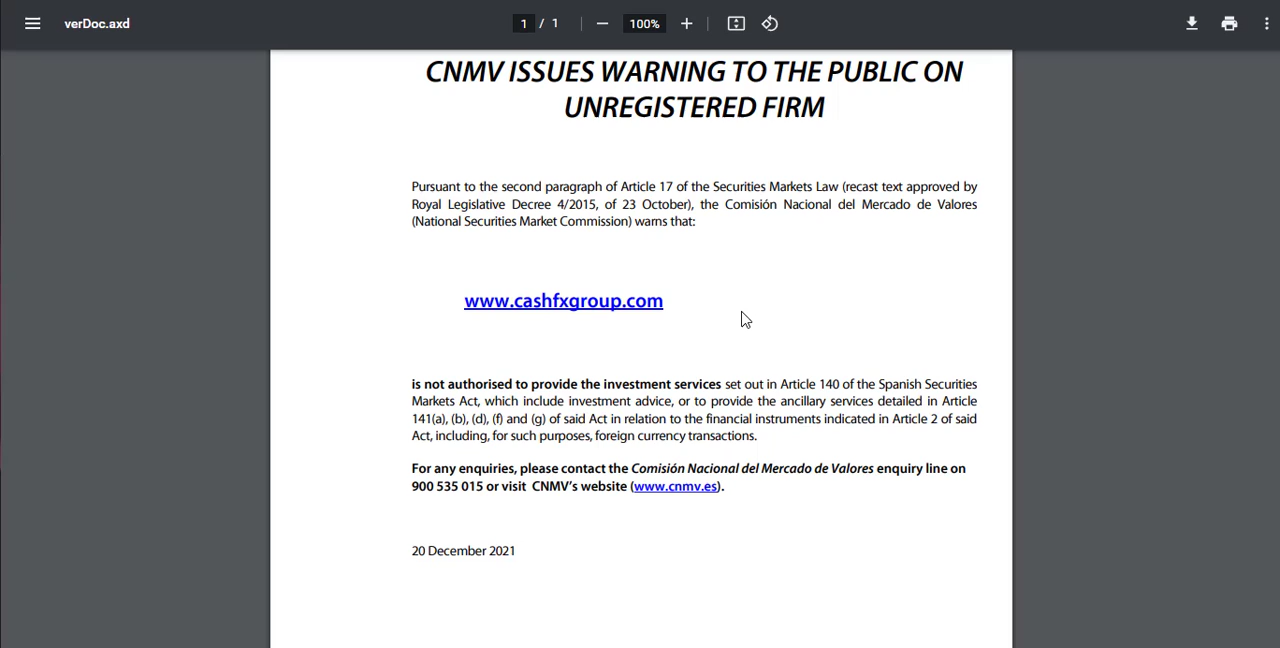 verDoc.axd
1 / 1
100%
CNMV ISSUES WARNING TO THE PUBLIC ON
UNREGISTERED FIRM
Pursuant to the second paragraph of Article 17 of the Securities Markets Law (recast text approved by
Royal Legislative Decree 4/2015, of 23 October), the Comisión Nacional del Mercado de Valores
(National Securities Market Commission) warns that:
www.cashfxgroup.com
is not authorised to provide the investment services set out in Article 140 of the Spanish Securities
Markets Act, which include investment advice, or to provide the ancillary services detailed in Article
141(a), (b), (d), (f) and (g) of said Act in relation to the financial instruments indicated in Article 2 of said
Act, including, for such purposes, foreign currency transactions.
For any enquiries, please contact the Comisión Nacional del Mercado de Valores enquiry line on
900 535 015 or visit CNMV's website (www.cnmv.es).
20 December 2021